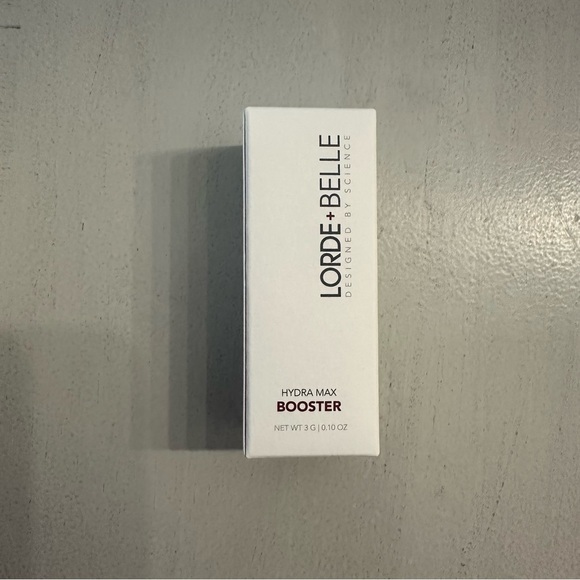 LORDE+BELLE
DESIGNED BY SCIENCE
HYDRA MAX
BOOSTER
NET WT 3 G | 0.10 OZ